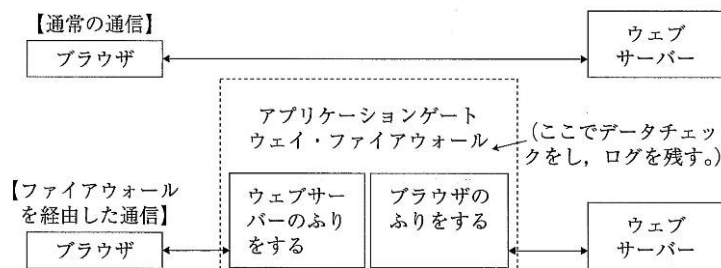 【通常の通信】
ブラウザ
ウェブ
サーバー
アプリケーションゲート
ウェイ・ファイアウォール
(ここでデータチェッ
クをし，ログを残す。)
【ファイアウォール
を経由した通信】
ブラウザ
ウェブサー
バーのふり
をする
ブラウザの
ふりをする
ウェブ
サーバー